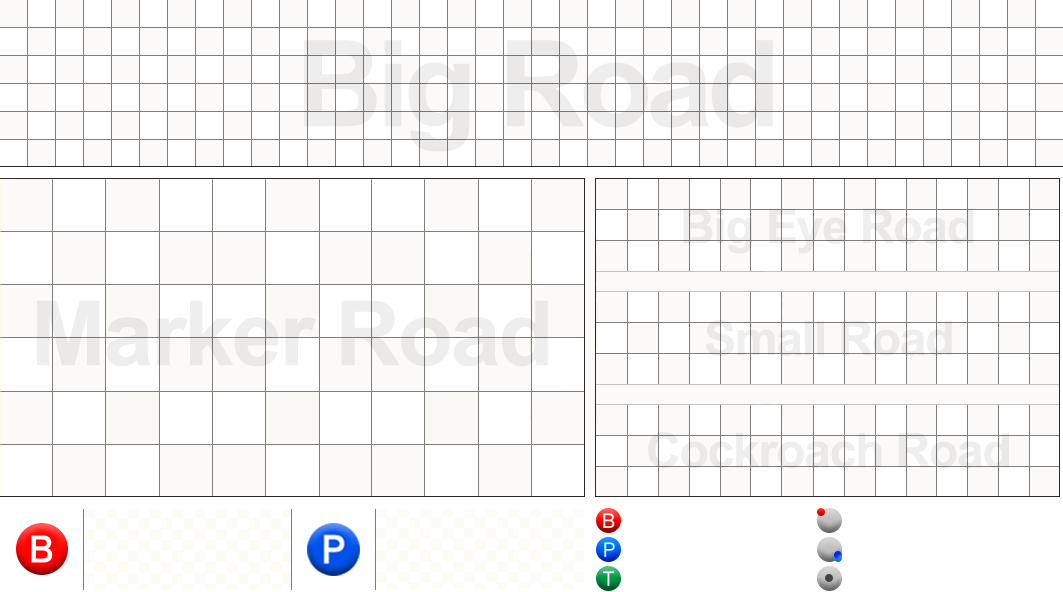 Big Road
Marker Road
Big Eye Road
Small Road
Cockroach Road
B
P
B
P
T